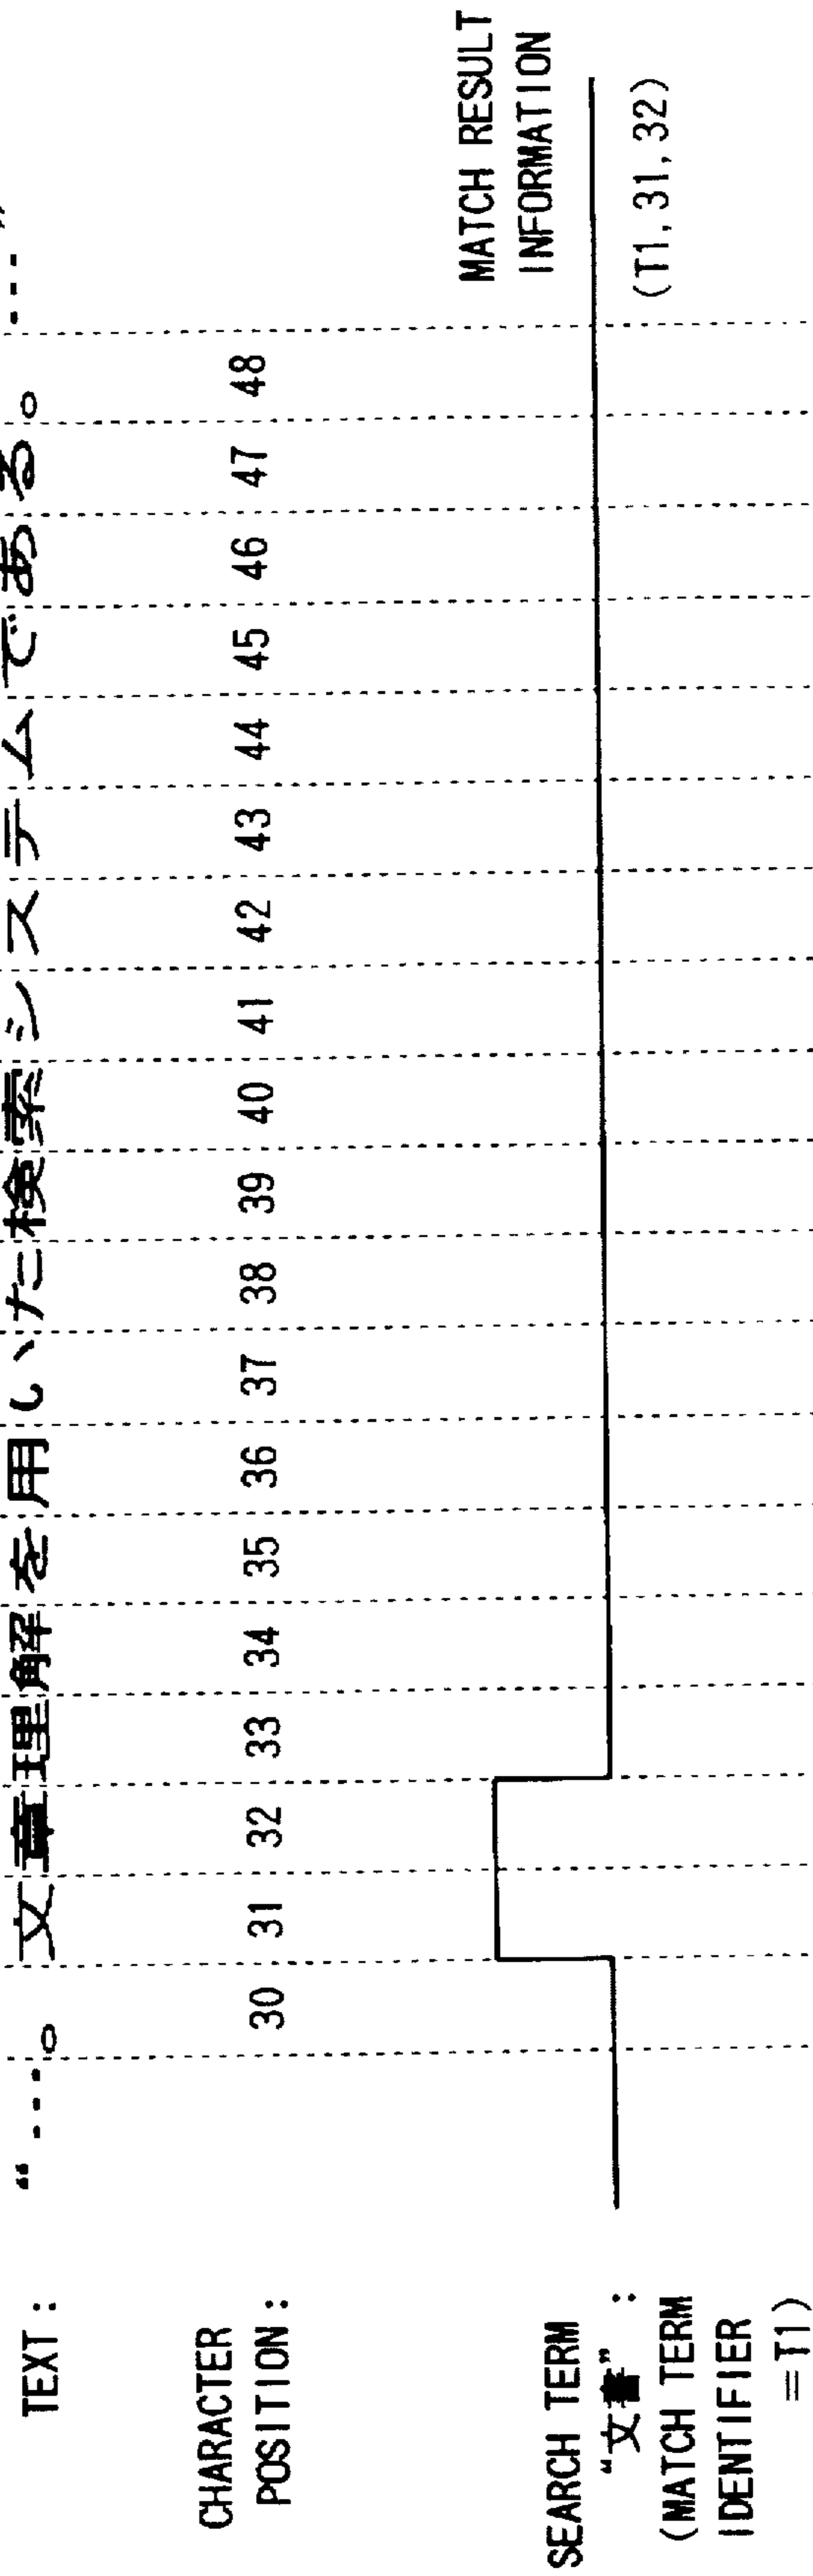 TEXT : “ ・・・。文章理解を用いた検索システムである。 ・・・ ”
CHARACTER
POSITION : 30 31 32 33 34 35 36 37 38 39 40 41 42 43 44 45 46 47 48
MATCH RESULT
INFORMATION
SEARCH TERM
“文書” :
(MATCH TERM
IDENTIFIER
=T1)
(T1, 31, 32)